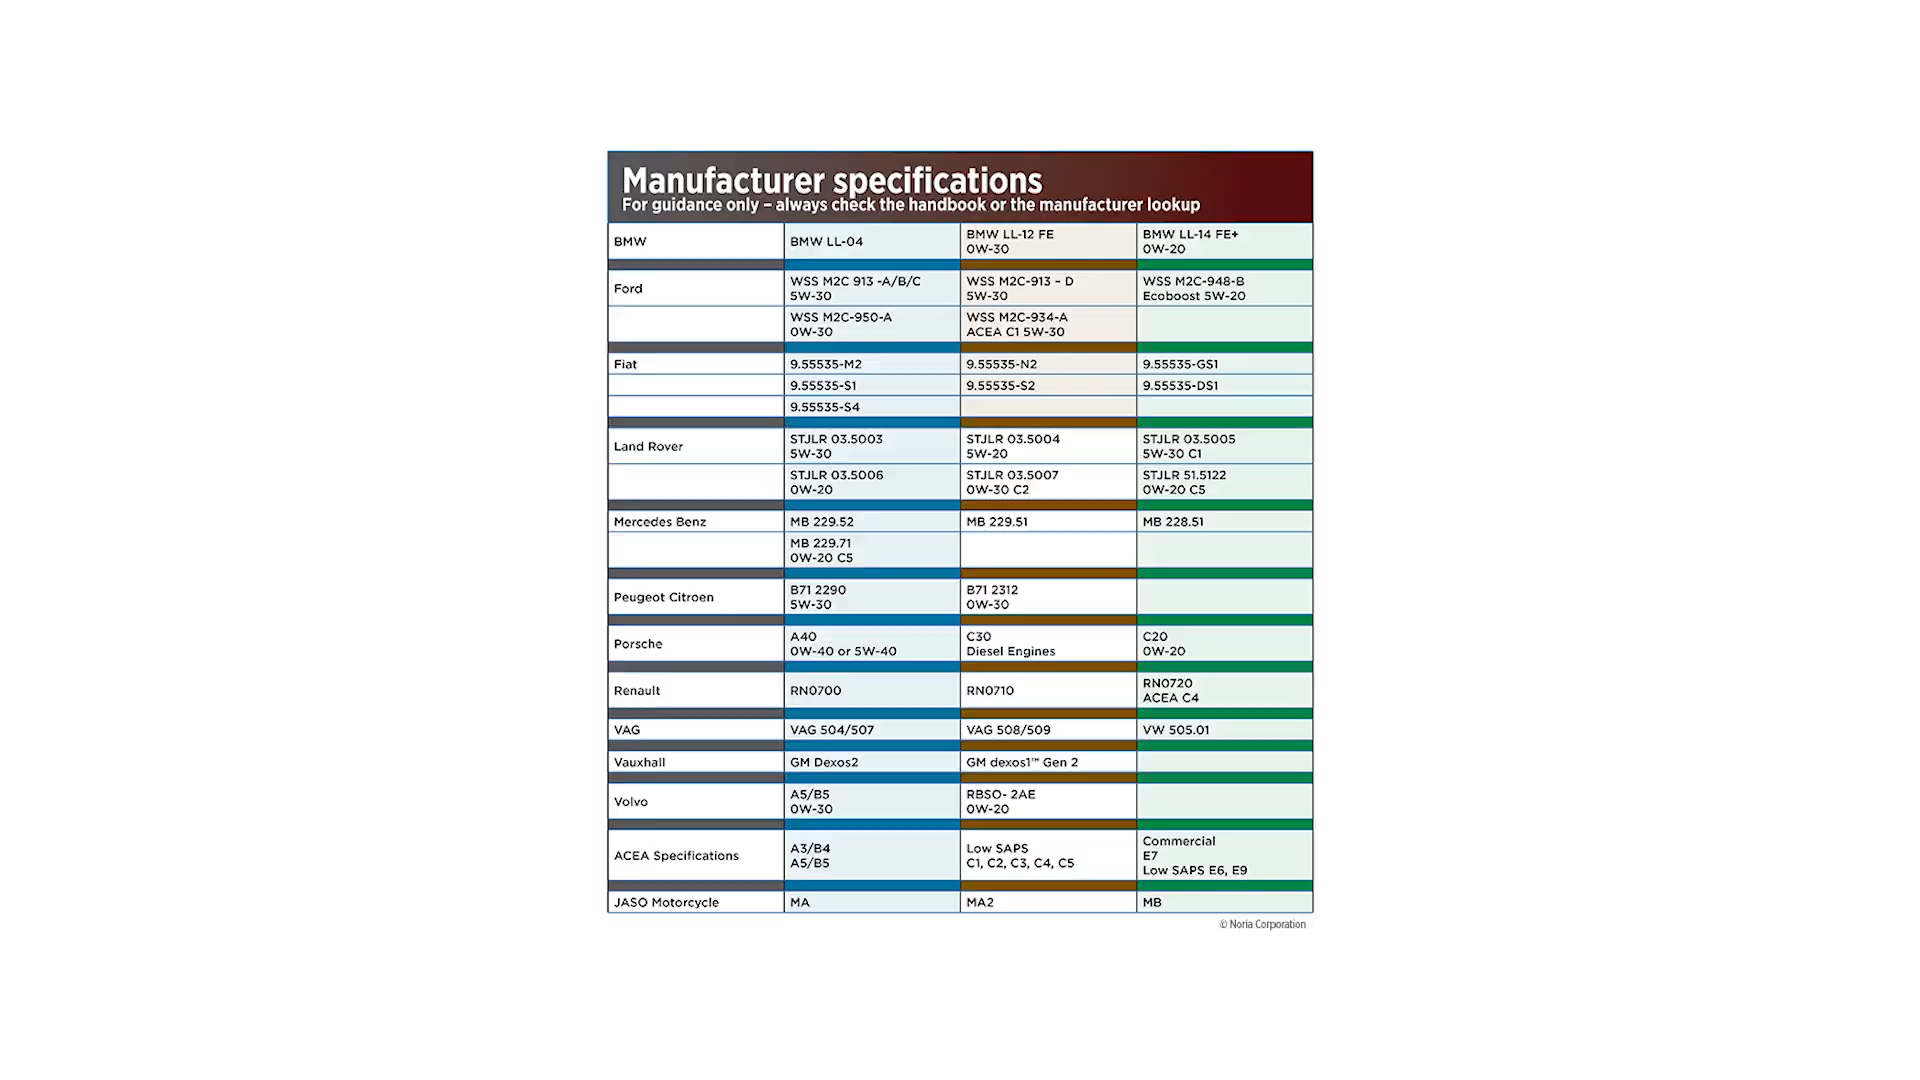 Manufacturer specifications
For guidance only – always check the handbook or the manufacturer lookup
BMW
BMW LL-04
BMW LL-12 FE
0W-30
BMW LL-14 FE+
0W-20
Ford
WSS M2C 913 -A/B/C
5W-30
WSS M2C-913 – D
5W-30
WSS M2C-948-B
Ecoboost 5W-20
WSS M2C-950-A
0W-30
WSS M2C-934-A
ACEA C1 5W-30
Fiat
9.55535-M2
9.55535-N2
9.55535-GS1
9.55535-S1
9.55535-S2
9.55535-DS1
9.55535-S4
Land Rover
STJLR 03.5003
5W-30
STJLR 03.5004
5W-20
STJLR 03.5005
5W-30 C1
STJLR 03.5006
0W-20
STJLR 03.5007
0W-30 C2
STJLR 51.5122
0W-20 C5
Mercedes Benz
MB 229.52
MB 229.51
MB 228.51
MB 229.71
0W-20 C5
Peugeot Citroen
B71 2290
5W-30
B71 2312
0W-30
Porsche
A40
0W-40 or 5W-40
C30
Diesel Engines
C20
0W-20
Renault
RN0700
RN0710
RN0720
ACEA C4
VAG
VAG 504/507
VAG 508/509
VW 505.01
Vauxhall
GM Dexos2
GM dexos1™ Gen 2
Volvo
A5/B5
0W-30
RBSO- 2AE
0W-20
ACEA Specifications
A3/B4
A5/B5
Low SAPS
C1, C2, C3, C4, C5
Commercial
E7
Low SAPS E6, E9
JASO Motorcycle
MA
MA2
MB
© Noria Corporation